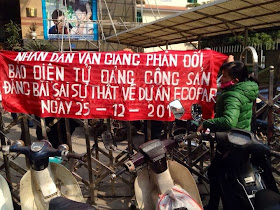 NHÂN DÂN VĂN GIANG PHẢN ĐỐI
BÁO ĐIỆN TỬ ĐẢNG CỘNG SẢN
ĐĂNG BÀI SAI SỰ THẬT VỀ DỰ ÁN ECOPAR
NGÀY 25-12-201